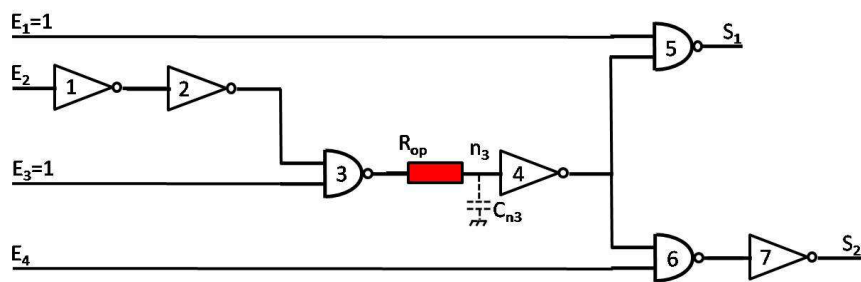 E₁=1
5
S₁
E₂
1
2
Rₒₚ
n₃
E₃=1
3
4
Cₙ₃
E₄
6
7
S₂